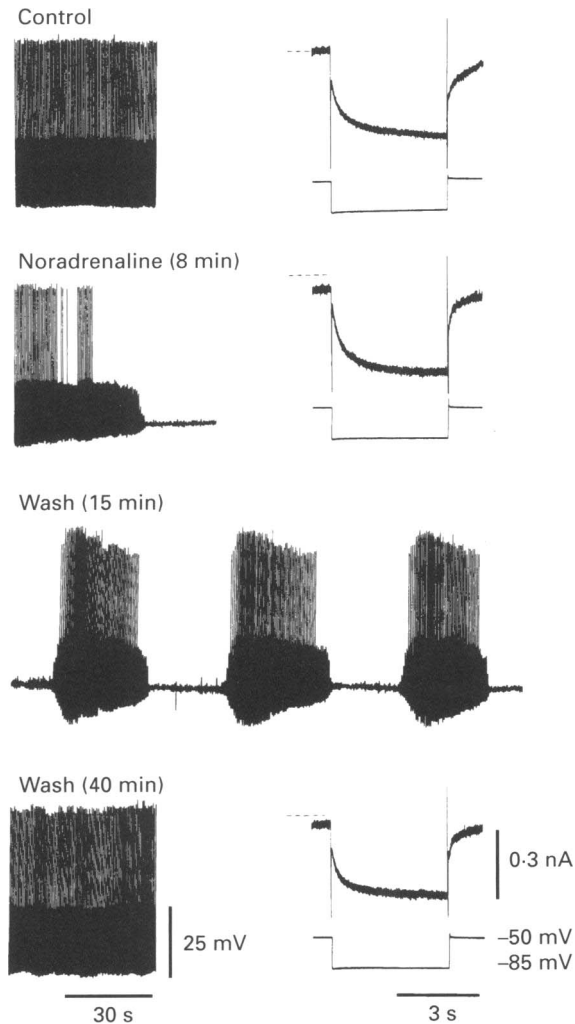 Control
Noradrenaline (8 min)
Wash (15 min)
Wash (40 min)
0·3 nA
25 mV
–50 mV
–85 mV
30 s
3 s